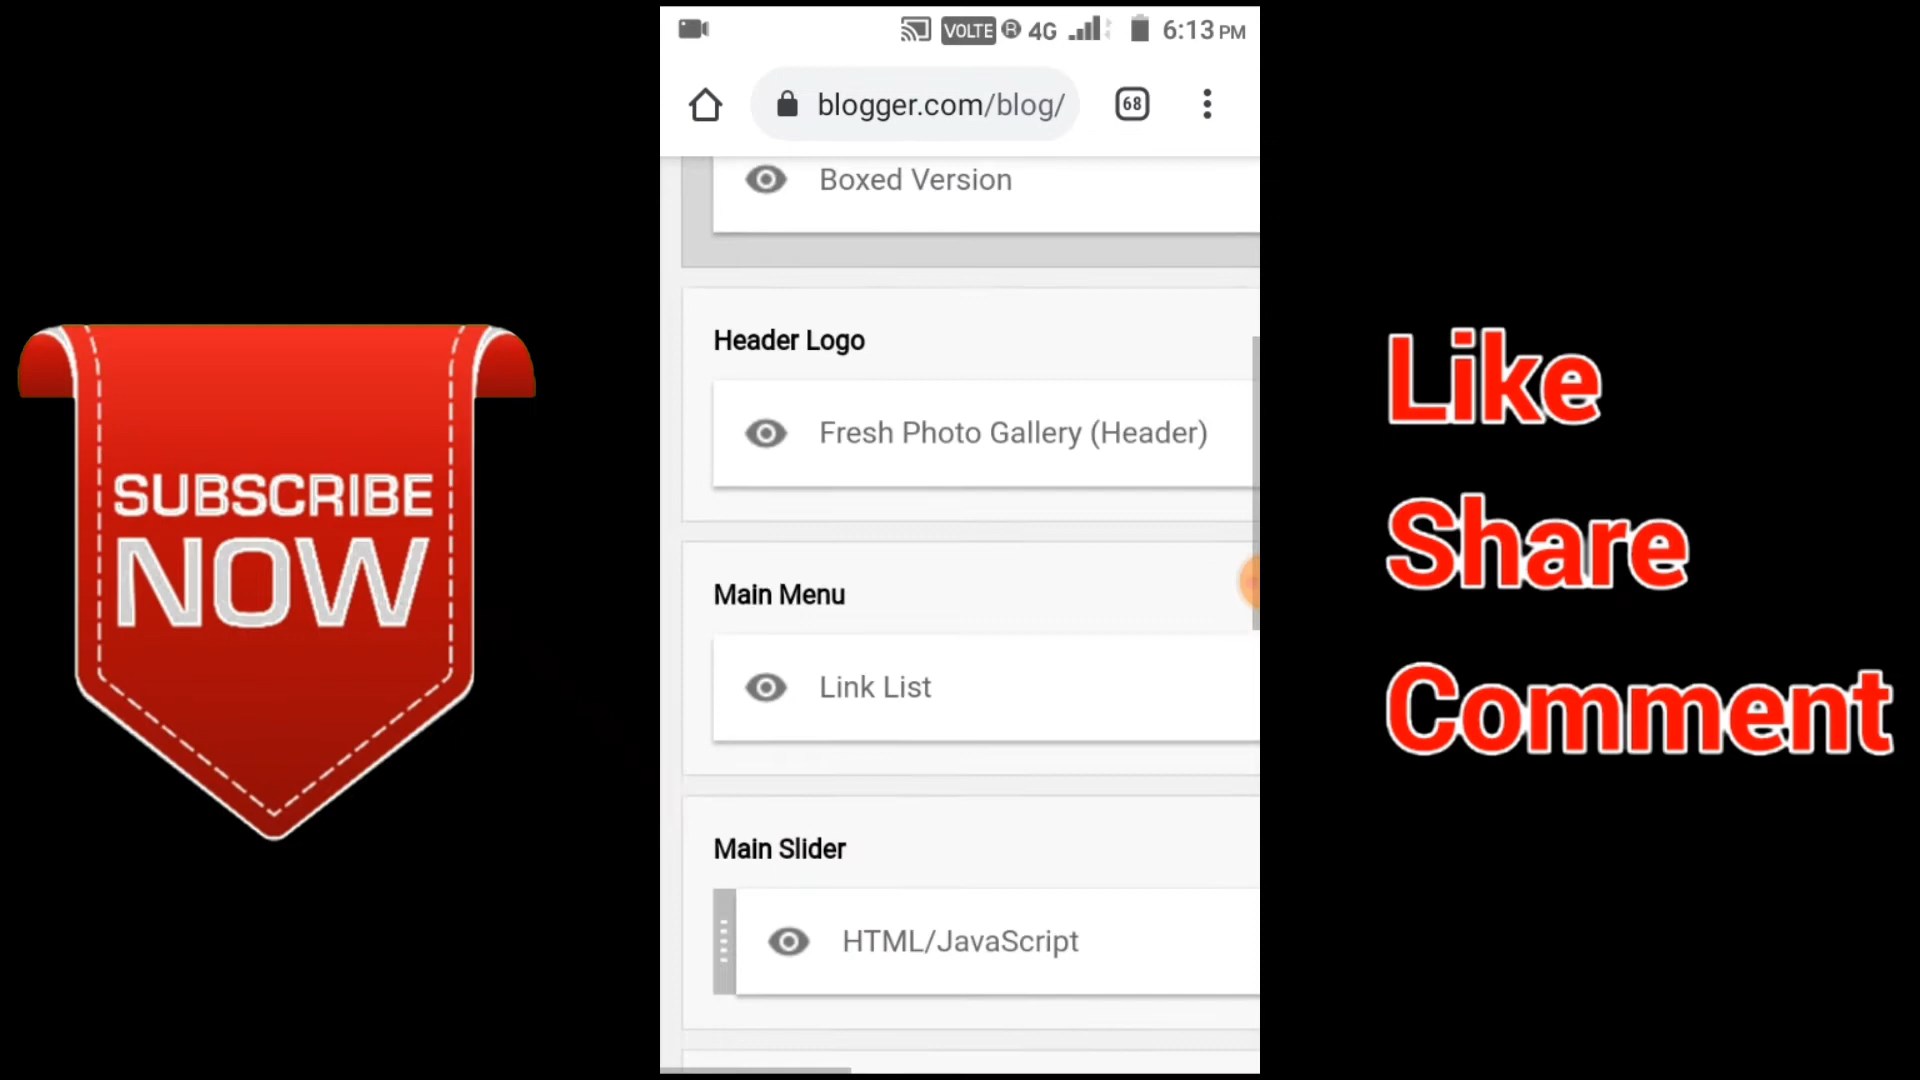 VOLTE R 4G 6:13 PM
blogger.com/blog/
68
Boxed Version
Header Logo
Fresh Photo Gallery (Header)
Main Menu
Link List
Main Slider
HTML/JavaScript
SUBSCRIBE
NOW
Like
Share
Comment